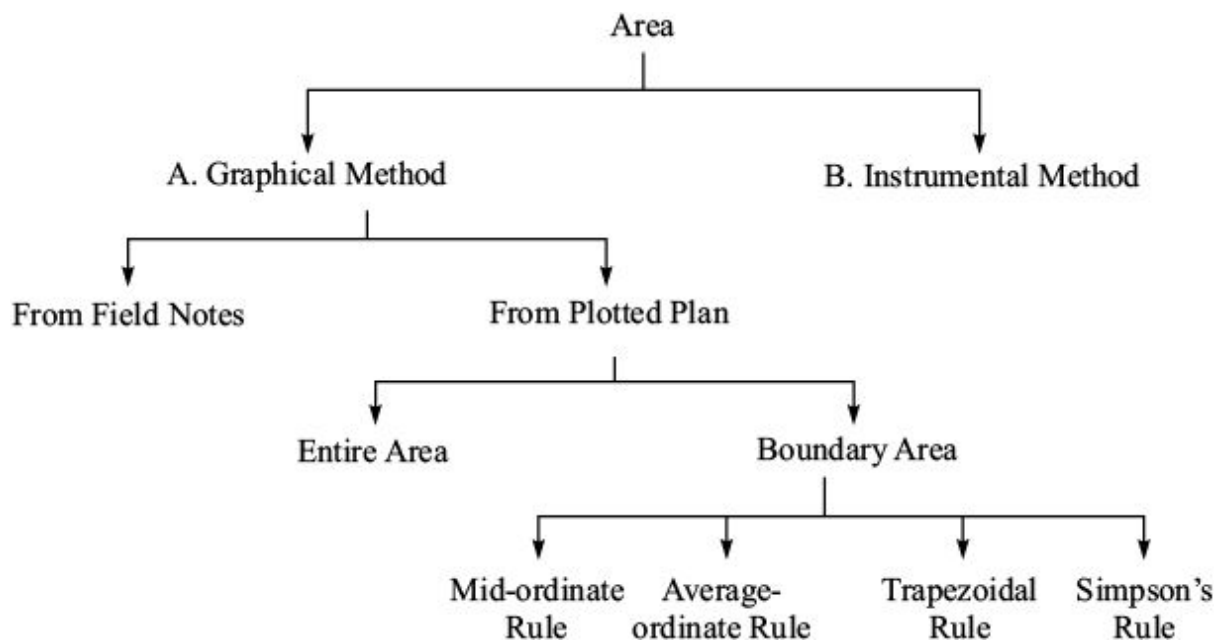 Area
A. Graphical Method
B. Instrumental Method
From Field Notes
From Plotted Plan
Entire Area
Boundary Area
Mid-ordinate
Rule
Average-
ordinate Rule
Trapezoidal
Rule
Simpson's
Rule